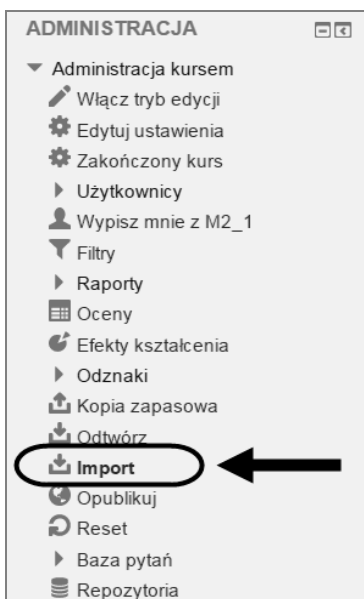 ADMINISTRACJA
Administracja kursem
Włącz tryb edycji
Edytuj ustawienia
Zakończony kurs
Użytkownicy
Wypisz mnie z M2_1
Filtry
Raporty
Oceny
Efekty kształcenia
Odznaki
Kopia zapasowa
Odtwórz
Import
Opublikuj
Reset
Baza pytań
Repozytoria